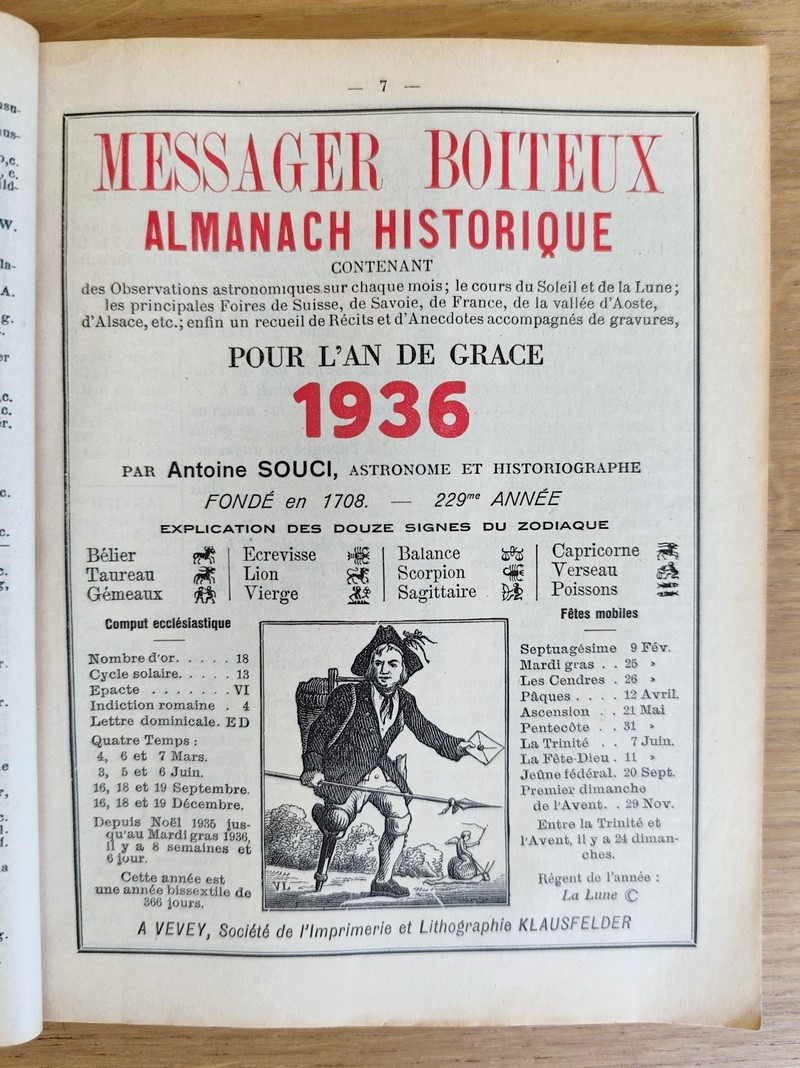 — 7 —
MESSAGER BOITEUX
ALMANACH HISTORIQUE
CONTENANT
des Observations astronomiques sur chaque mois; le cours du Soleil et de la Lune;
les principales Foires de Suisse, de Savoie, de France, de la vallée d'Aoste,
d'Alsace, etc.; enfin un recueil de Récits et d'Anecdotes accompagnés de gravures,
POUR L'AN DE GRACE
1936
PAR Antoine SOUCI, ASTRONOME ET HISTORIOGRAPHE
FONDÉ en 1708. — 229me ANNÉE
EXPLICATION DES DOUZE SIGNES DU ZODIAQUE
Bélier
Taureau
Gémeaux
Ecrevisse
Lion
Vierge
Balance
Scorpion
Sagittaire
Capricorne
Verseau
Poissons
Comput ecclésiastique
Nombre d'or. . . . . 18
Cycle solaire. . . . . 13
Epacte . . . . . . . VI
Indiction romaine . 4
Lettre dominicale. E D
Quatre Temps :
4, 6 et 7 Mars.
3, 5 et 6 Juin.
16, 18 et 19 Septembre.
16, 18 et 19 Décembre.
Depuis Noël 1935 jus-
qu'au Mardi gras 1936,
il y a 8 semaines et
6 jour.
Cette année est
une année bissextile de
366 jours.
VL
Fêtes mobiles
Septuagésime 9 Fév.
Mardi gras . . 25 »
Les Cendres . 26 »
Pâques . . . . 12 Avril.
Ascension . . 21 Mai
Pentecôte . . 31 »
La Trinité . . 7 Juin.
La Fête-Dieu . 11 »
Jeûne fédéral. 20 Sept.
Premier dimanche
de l'Avent. . 29 Nov.
Entre la Trinité et
l'Avent, il y a 24 diman-
ches.
Régent de l'année :
La Lune ☾
A VEVEY, Société de l'Imprimerie et Lithographie KLAUSFELDER